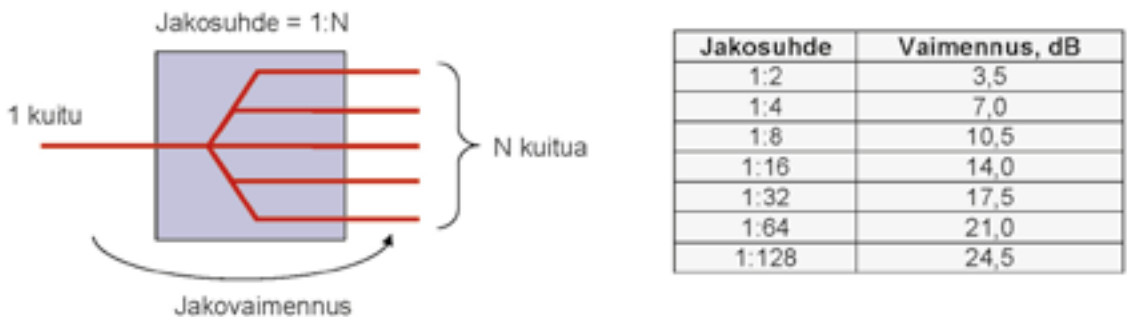 Jakosuhde = 1:N
1 kuitu
N kuitua
Jakovaimennus
Jakosuhde Vaimennus, dB
1:2 3,5
1:4 7,0
1:8 10,5
1:16 14,0
1:32 17,5
1:64 21,0
1:128 24,5